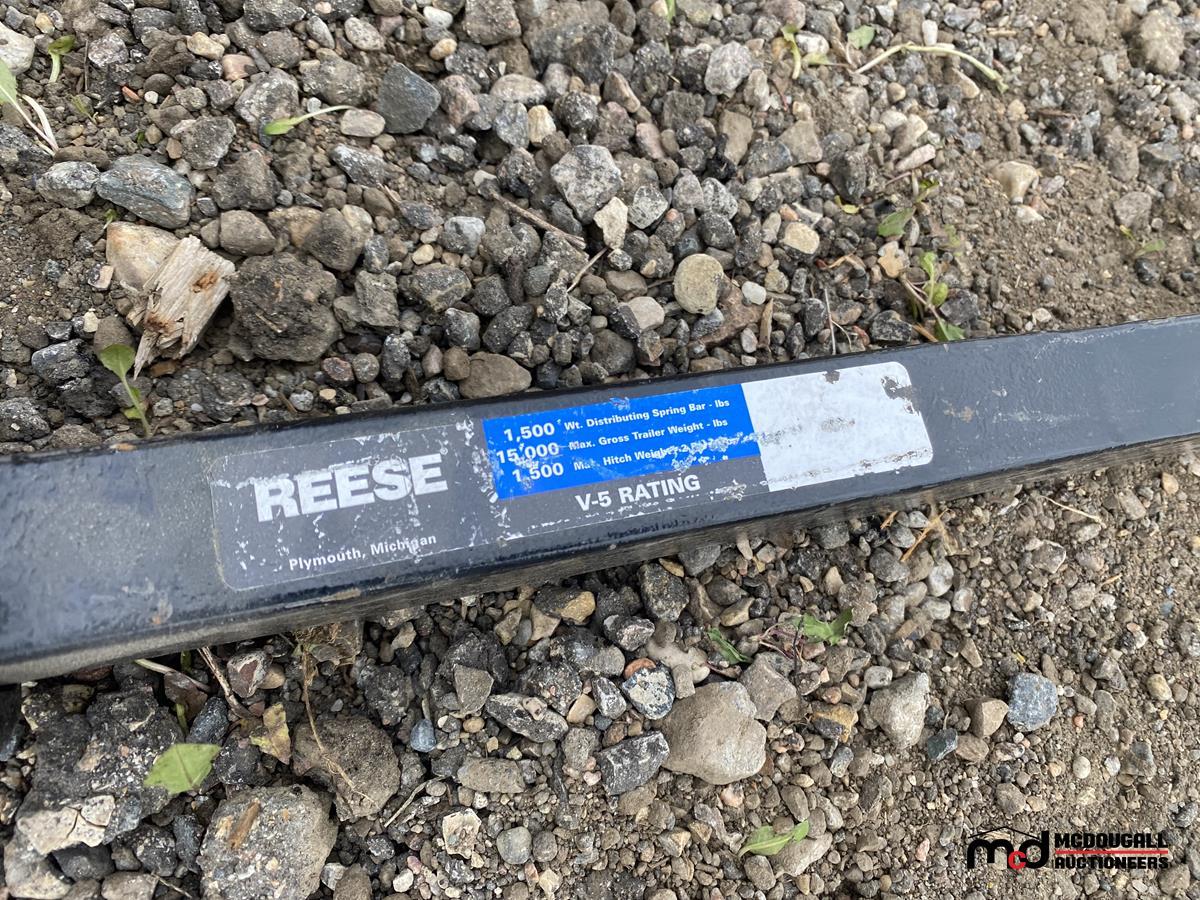 REESE
Plymouth, Michigan
1,500 Wt. Distributing Spring Bar - lbs
15,000 Max. Gross Trailer Weight - lbs
1,500 Max. Hitch Weight
V-5 RATING
mcd MCDOUGALL
AUCTIONEERS